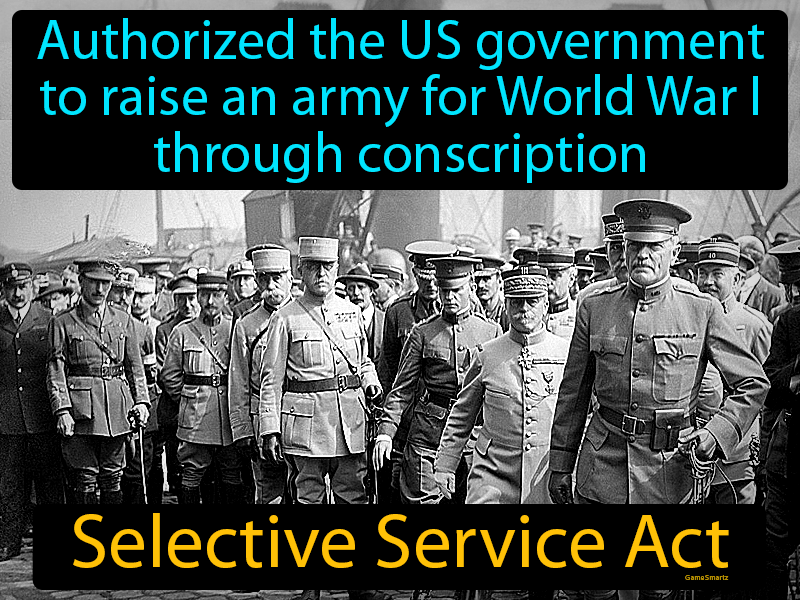 Authorized the US government
to raise an army for World War I
through conscription
Selective Service Act
GameSmartz